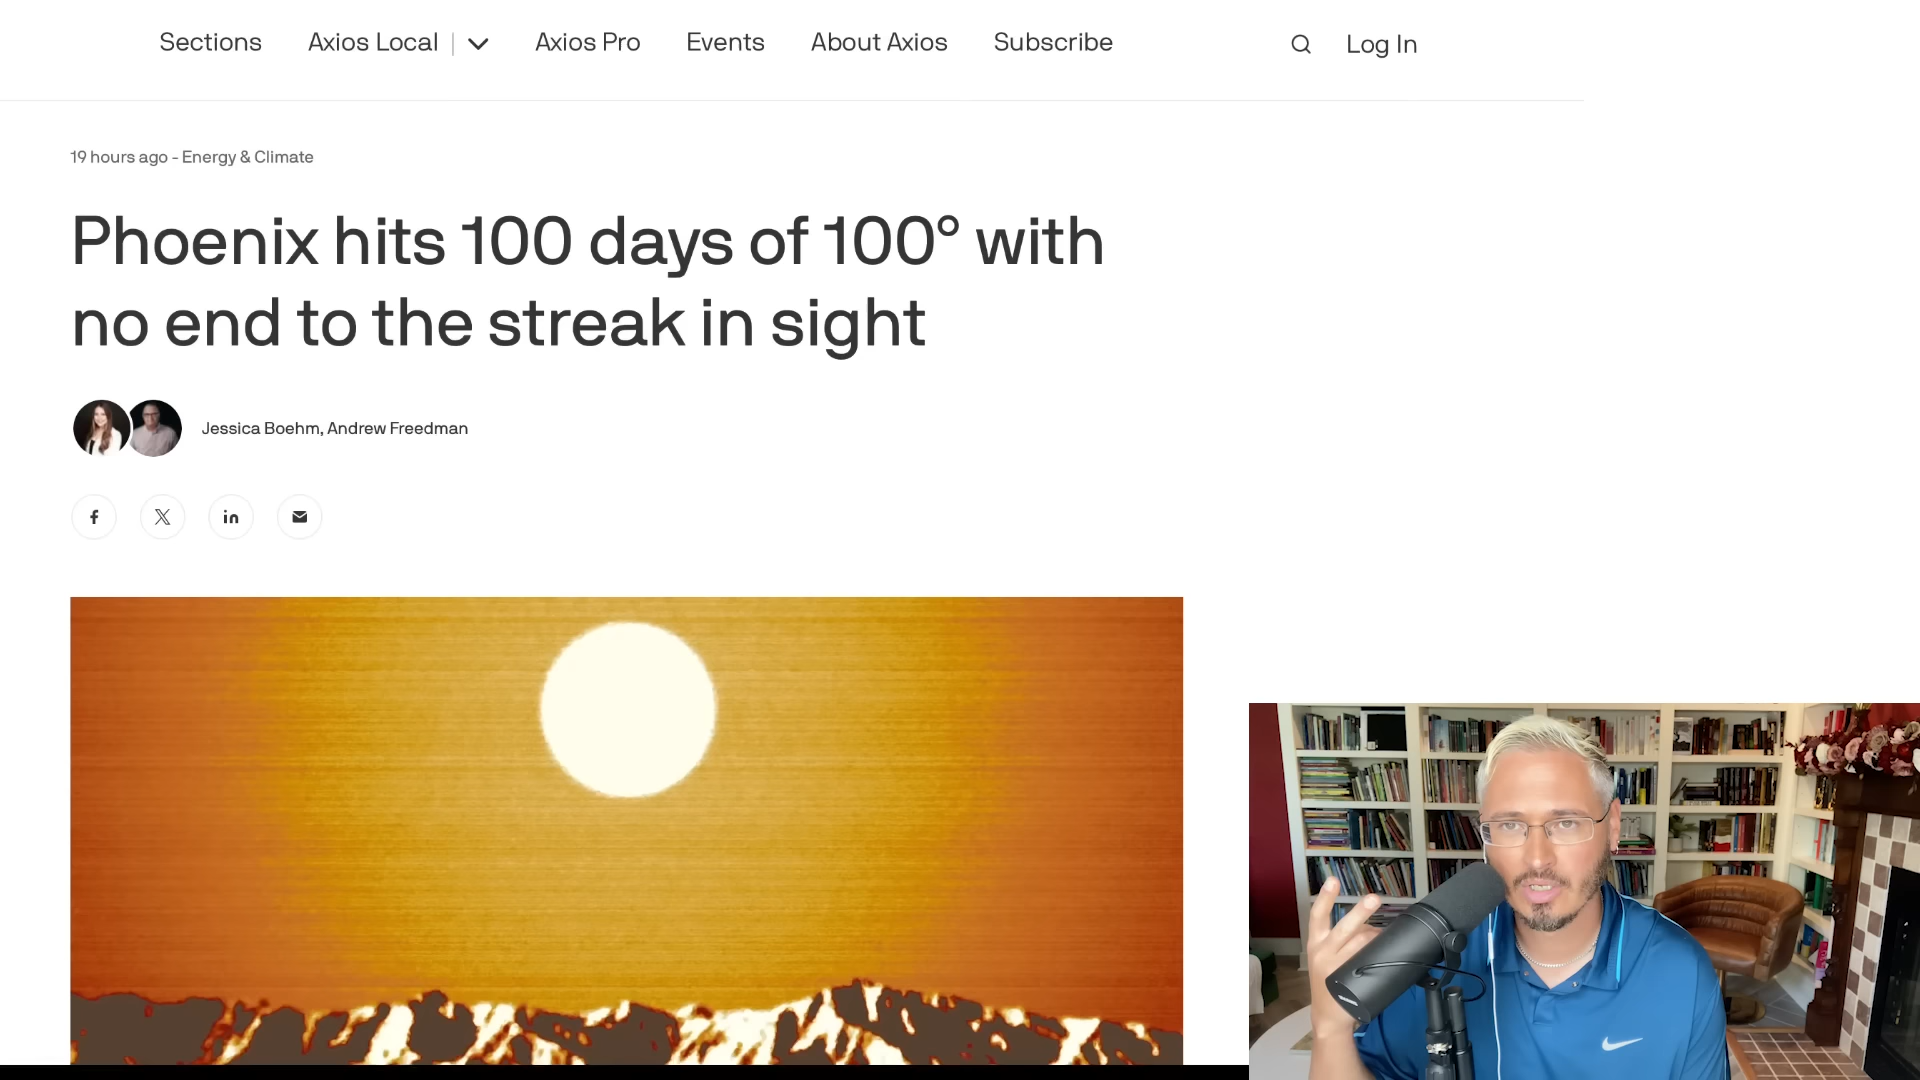 Sections Axios Local Axios Pro Events About Axios Subscribe Log In
19 hours ago - Energy & Climate
Phoenix hits 100 days of 100° with
no end to the streak in sight
Jessica Boehm, Andrew Freedman